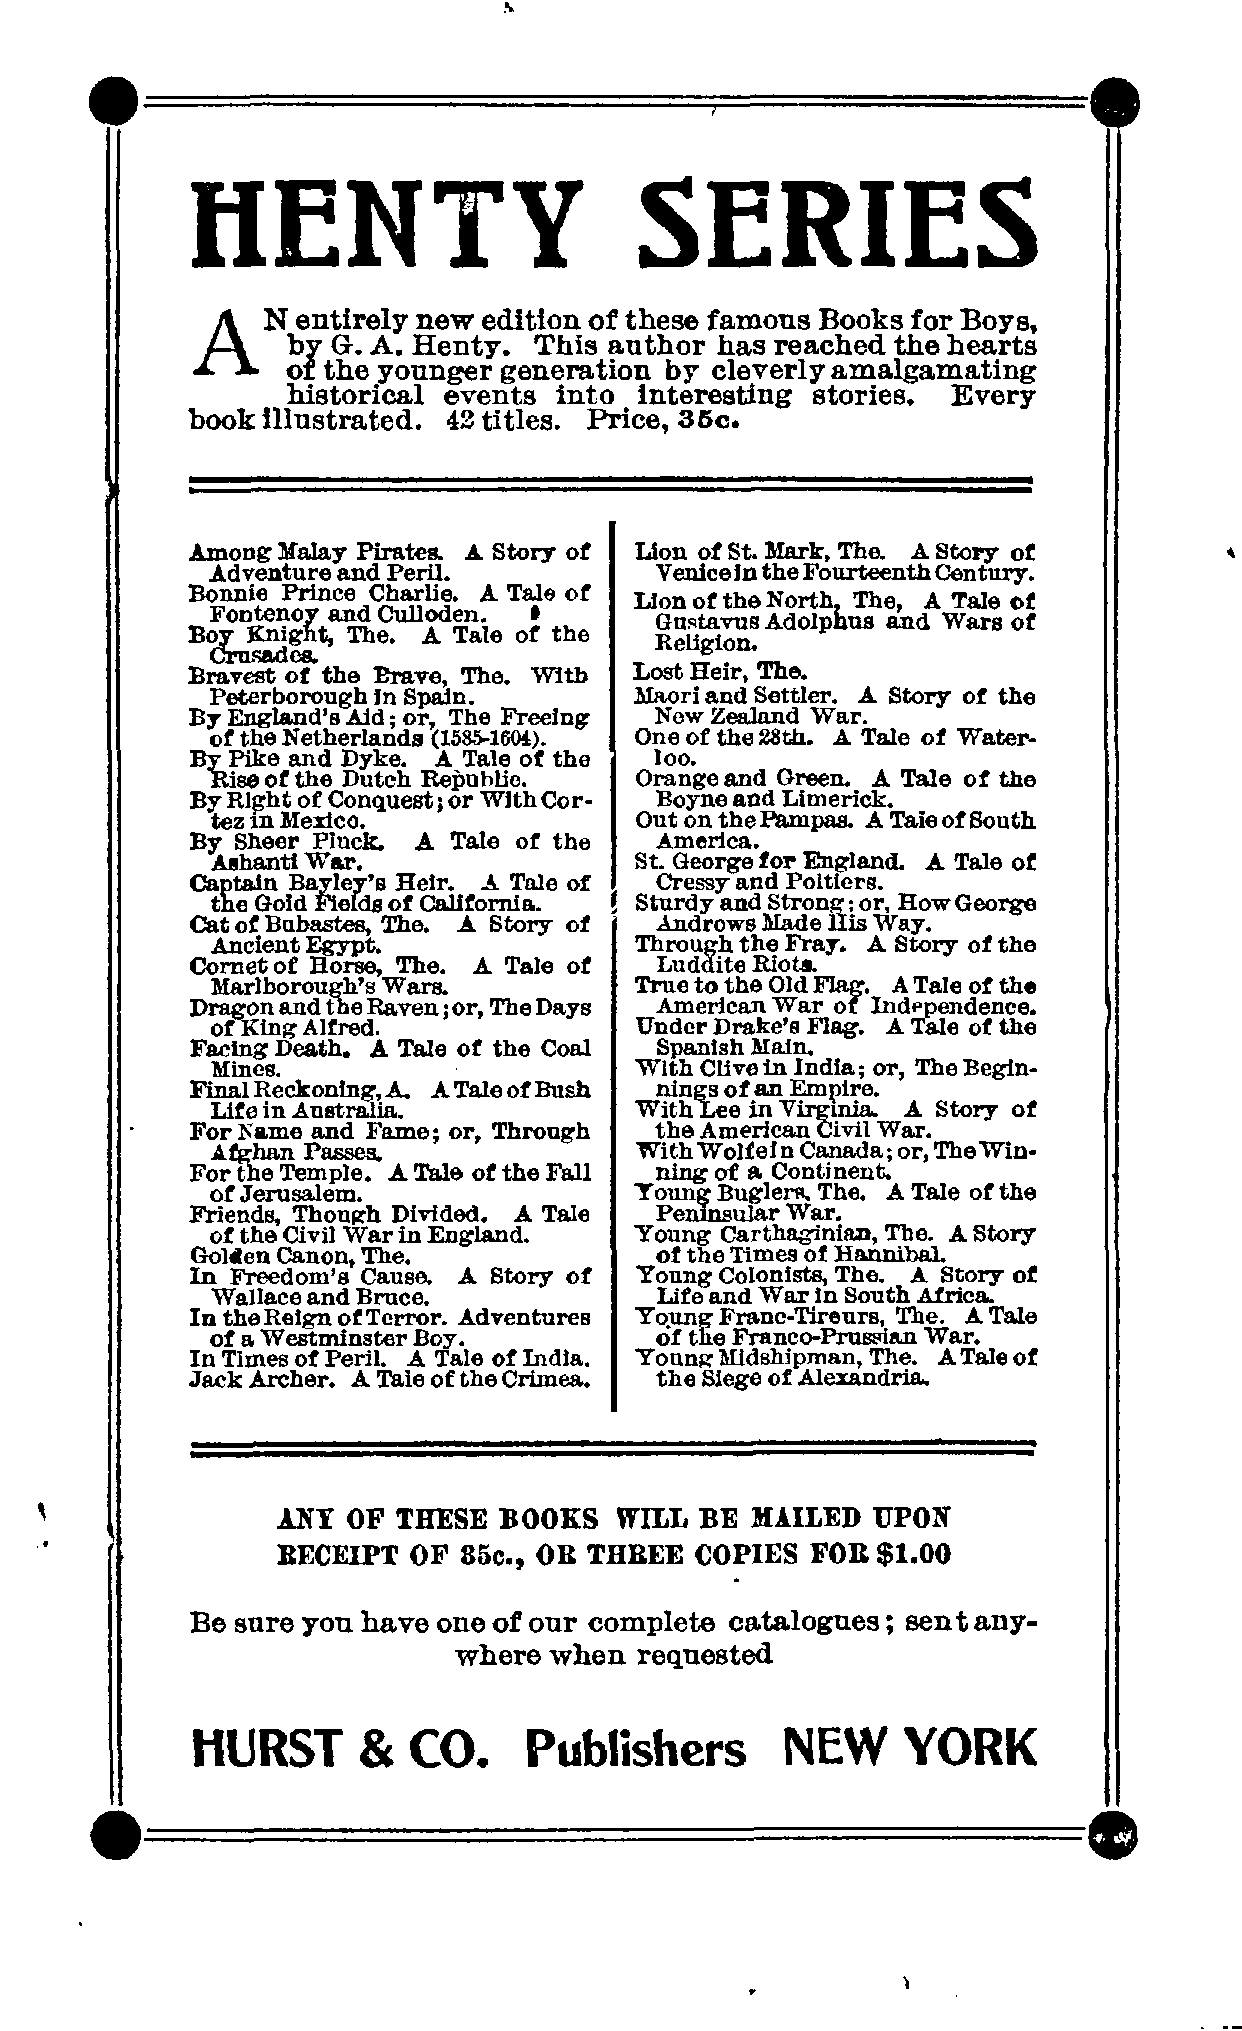 HENTY SERIES
AN entirely new edition of these famous Books for Boys,
by G. A. Henty. This author has reached the hearts
of the younger generation by cleverly amalgamating
historical events into interesting stories. Every
book illustrated. 42 titles. Price, 35c.
Among Malay Pirates. A Story of
Adventure and Peril.
Bonnie Prince Charlie. A Tale of
Fontenoy and Culloden.
Boy Knight, The. A Tale of the
Crusades.
Bravest of the Brave, The. With
Peterborough in Spain.
By England's Aid; or, The Freeing
of the Netherlands (1585-1604).
By Pike and Dyke. A Tale of the
Rise of the Dutch Republic.
By Right of Conquest; or With Cor-
tez in Mexico.
By Sheer Pluck. A Tale of the
Ashanti War.
Captain Bayley's Heir. A Tale of
the Gold Fields of California.
Cat of Bubastes, The. A Story of
Ancient Egypt.
Cornet of Horse, The. A Tale of
Marlborough's Wars.
Dragon and the Raven; or, The Days
of King Alfred.
Facing Death. A Tale of the Coal
Mines.
Final Reckoning, A. A Tale of Bush
Life in Australia.
For Name and Fame; or, Through
Afghan Passes.
For the Temple. A Tale of the Fall
of Jerusalem.
Friends, Though Divided. A Tale
of the Civil War in England.
Golden Canon, The.
In Freedom's Cause. A Story of
Wallace and Bruce.
In the Reign of Terror. Adventures
of a Westminster Boy.
In Times of Peril. A Tale of India.
Jack Archer. A Tale of the Crimea.
Lion of St. Mark, The. A Story of
Venice in the Fourteenth Century.
Lion of the North, The, A Tale of
Gustavus Adolphus and Wars of
Religion.
Lost Heir, The.
Maori and Settler. A Story of the
New Zealand War.
One of the 28th. A Tale of Water-
loo.
Orange and Green. A Tale of the
Boyne and Limerick.
Out on the Pampas. A Tale of South
America.
St. George for England. A Tale of
Cressy and Poitiers.
Sturdy and Strong; or, How George
Androws Made His Way.
Through the Fray. A Story of the
Luddite Riots.
True to the Old Flag. A Tale of the
American War of Independence.
Under Drake's Flag. A Tale of the
Spanish Main.
With Clive in India; or, The Begin-
nings of an Empire.
With Lee in Virginia. A Story of
the American Civil War.
With Wolfe in Canada; or, The Win-
ning of a Continent.
Young Buglers, The. A Tale of the
Peninsular War.
Young Carthaginian, The. A Story
of the Times of Hannibal.
Young Colonists, The. A Story of
Life and War in South Africa.
Young Franc-Tireurs, The. A Tale
of the Franco-Prussian War.
Young Midshipman, The. A Tale of
the Siege of Alexandria.
ANY OF THESE BOOKS WILL BE MAILED UPON
RECEIPT OF 35c., OR THREE COPIES FOR $1.00
Be sure you have one of our complete catalogues; sent any-
where when requested
HURST & CO. Publishers NEW YORK